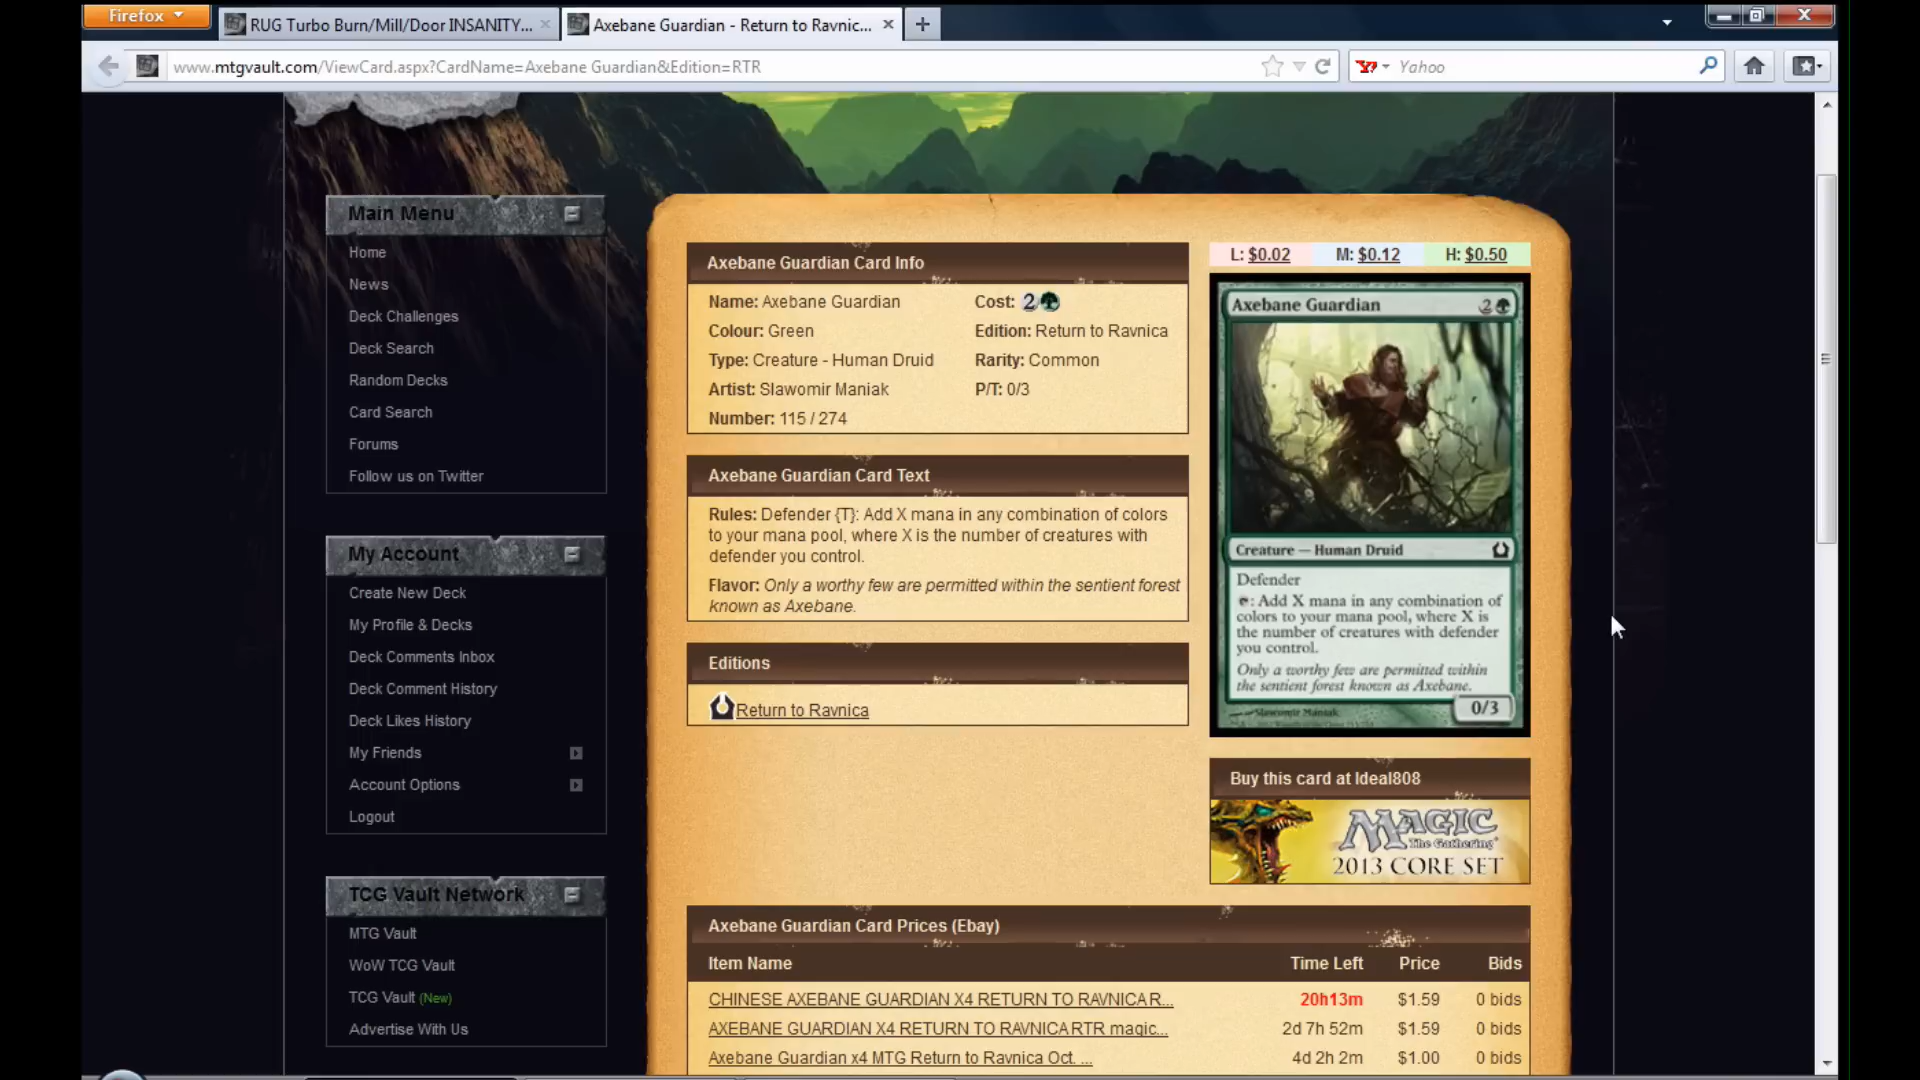 Firefox
RUG Turbo Burn/Mill/Door INSANITY...
Axebane Guardian - Return to Ravnic...
www.mtgvault.com/ViewCard.aspx?CardName=Axebane Guardian&Edition=RTR
Yahoo
Main Menu
Home
News
Deck Challenges
Deck Search
Random Decks
Card Search
Forums
Follow us on Twitter
My Account
Create New Deck
My Profile & Decks
Deck Comments Inbox
Deck Comment History
Deck Likes History
My Friends
Account Options
Logout
TCG Vault Network
MTG Vault
WoW TCG Vault
TCG Vault (New)
Advertise With Us
Axebane Guardian Card Info
Name: Axebane Guardian
Cost: 2
Colour: Green
Edition: Return to Ravnica
Type: Creature - Human Druid
Rarity: Common
Artist: Slawomir Maniak
P/T: 0/3
Number: 115 / 274
Axebane Guardian Card Text
Rules: Defender {T}: Add X mana in any combination of colors
to your mana pool, where X is the number of creatures with
defender you control.
Flavor: Only a worthy few are permitted within the sentient forest
known as Axebane.
Editions
Return to Ravnica
L: $0.02 M: $0.12 H: $0.50
Axebane Guardian 2
Creature — Human Druid
Defender
: Add X mana in any combination of
colors to your mana pool, where X is
the number of creatures with defender
you control.
Only a worthy few are permitted within
the sentient forest known as Axebane.
0/3
Slawomir Maniak
Buy this card at Ideal808
MAGIC
The Gathering
2013 CORE SET
Axebane Guardian Card Prices (Ebay)
Item Name Time Left Price Bids
CHINESE AXEBANE GUARDIAN X4 RETURN TO RAVNICA R... 20h13m $1.59 0 bids
AXEBANE GUARDIAN X4 RETURN TO RAVNICA RTR magic... 2d 7h 52m $1.59 0 bids
Axebane Guardian x4 MTG Return to Ravnica Oct. ... 4d 2h 2m $1.00 0 bids